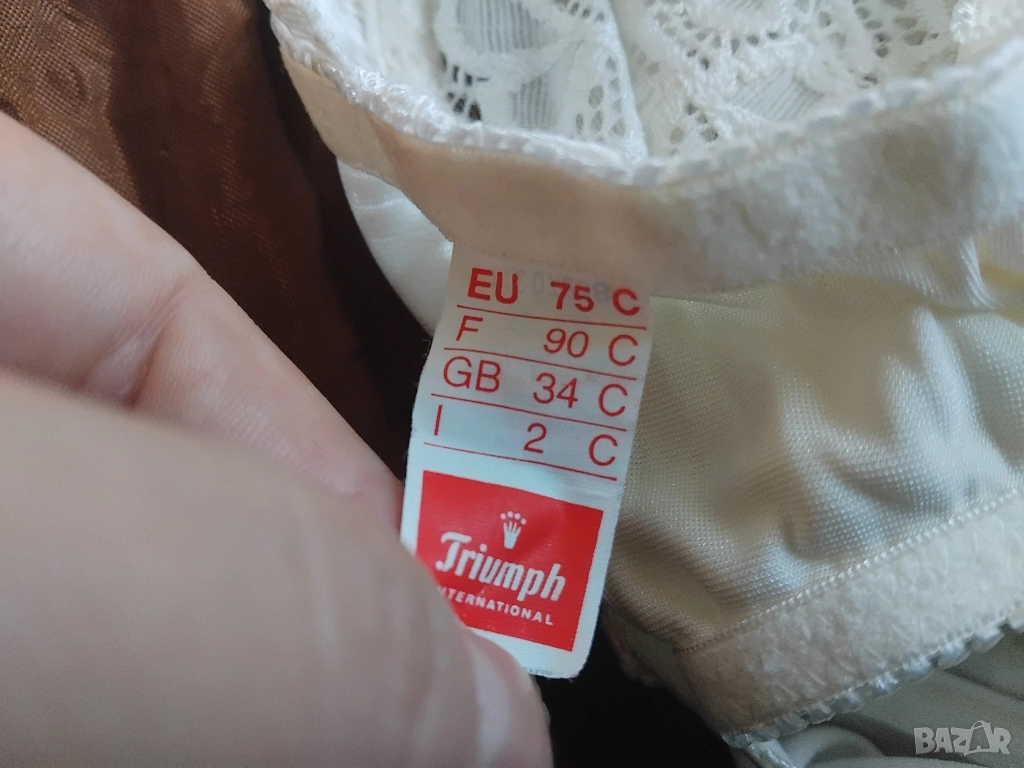 EU 75 C
F 90 C
GB 34 C
I 2 C
Triumph
INTERNATIONAL
BAZAR